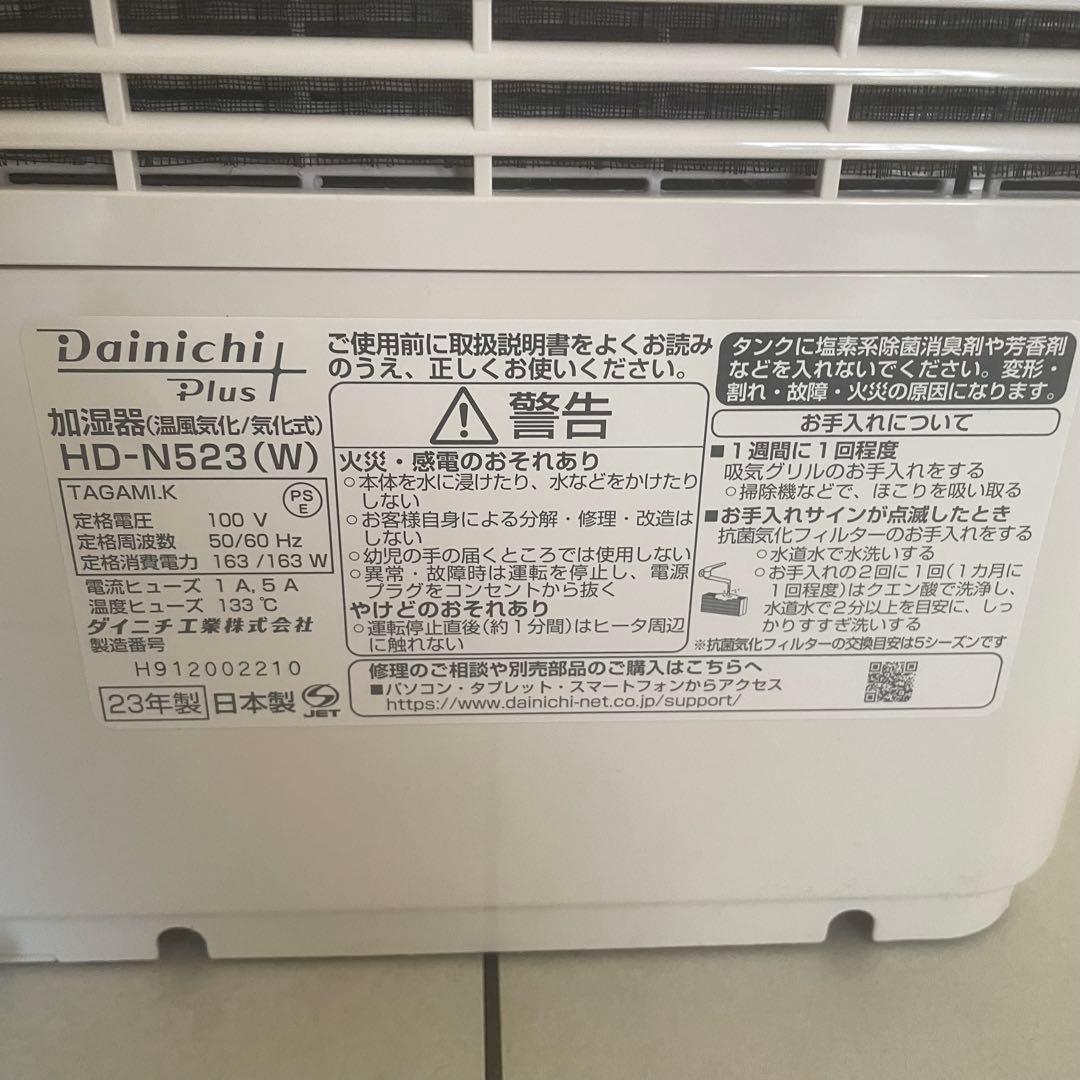 Dainichi
Plus
加湿器(温風気化/気化式)
HD-N523(W)
TAGAMI.K
PS
E
定格電圧 100 V
定格周波数 50/60 Hz
定格消費電力 163/163 W
電流ヒューズ 1 A, 5 A
温度ヒューズ 133 ℃
ダイニチ工業株式会社
製造番号
H912002210
23年製 日本製 JET
ご使用前に取扱説明書をよくお読み
のうえ、正しくお使いください。
警告
火災・感電のおそれあり
○本体を水に浸けたり、水などをかけたり
しない
○お客様自身による分解・修理・改造は
しない
○幼児の手の届くところでは使用しない
○異常・故障時は運転を停止し、電源
プラグをコンセントから抜く
やけどのおそれあり
○運転停止直後(約1分間)はヒータ周辺
に触れない
タンクに塩素系除菌消臭剤や芳香剤
などを入れないでください。変形・
割れ・故障・火災の原因になります。
お手入れについて
■1週間に1回程度
吸気グリルのお手入れをする
○掃除機などで、ほこりを吸い取る
■お手入れサインが点滅したとき
抗菌気化フィルターのお手入れをする
○水道水で水洗いする
○お手入れの2回に1回(1カ月に
1回程度)はクエン酸で洗浄し、
水道水で2分以上を目安に、しっ
かりすすぎ洗いする
※抗菌気化フィルターの交換目安は5シーズンです
修理のご相談や別売部品のご購入はこちらへ
■パソコン・タブレット・スマートフォンからアクセス
https://www.dainichi-net.co.jp/support/